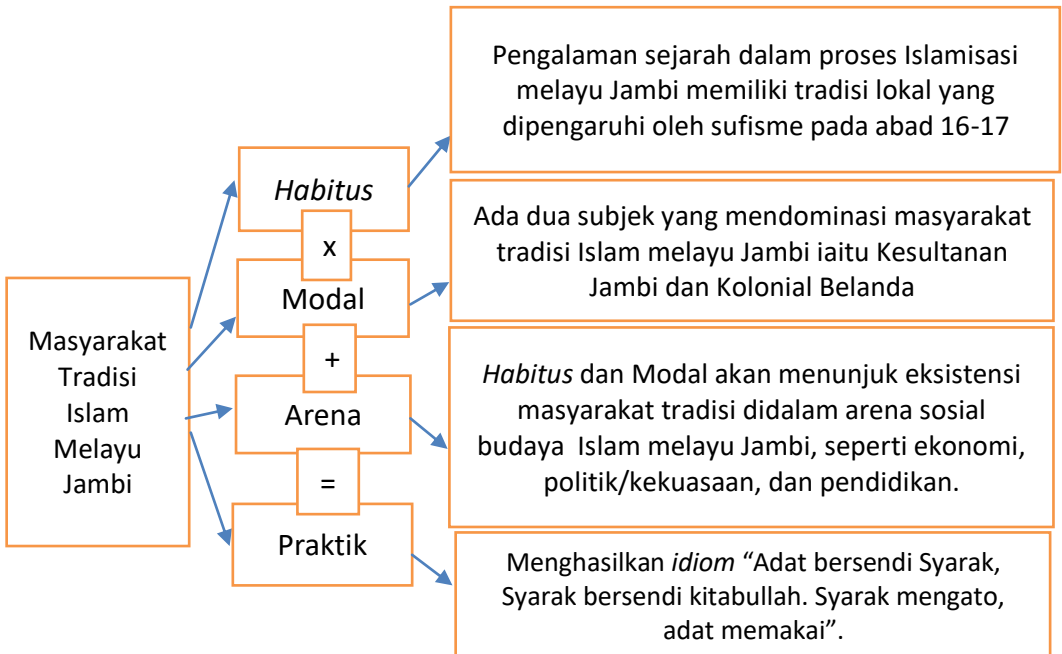 Masyarakat
Tradisi
Islam
Melayu
Jambi
Habitus
x
Modal
+
Arena
=
Praktik
Pengalaman sejarah dalam proses Islamisasi
melayu Jambi memiliki tradisi lokal yang
dipengaruhi oleh sufisme pada abad 16-17
Ada dua subjek yang mendominasi masyarakat
tradisi Islam melayu Jambi iaitu Kesultanan
Jambi dan Kolonial Belanda
Habitus dan Modal akan menunjuk eksistensi
masyarakat tradisi didalam arena sosial
budaya Islam melayu Jambi, seperti ekonomi,
politik/kekuasaan, dan pendidikan.
Menghasilkan idiom “Adat bersendi Syarak,
Syarak bersendi kitabullah. Syarak mengato,
adat memakai”.